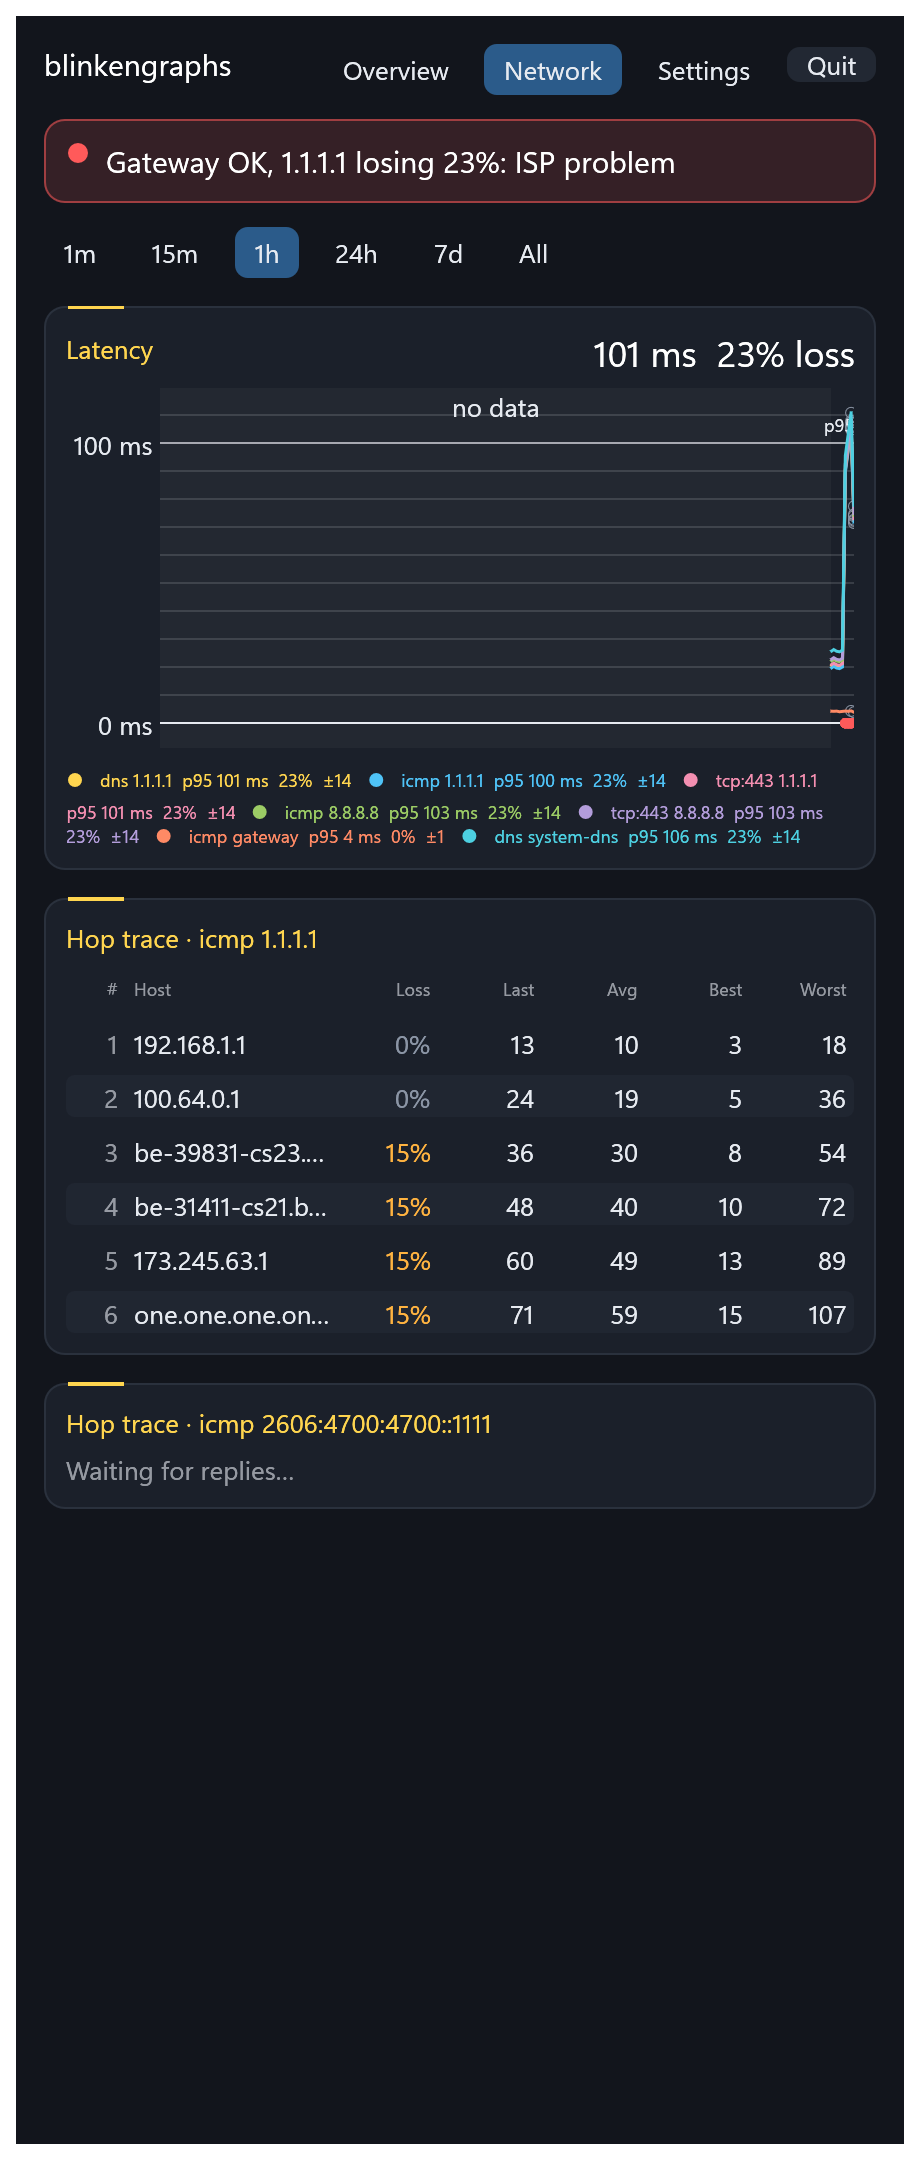 blinkengraphs Overview Network Settings Quit
Gateway OK, 1.1.1.1 losing 23%: ISP problem
1m 15m 1h 24h 7d All
Latency 101 ms 23% loss
no data
p95
100 ms
0 ms
dns 1.1.1.1 p95 101 ms 23% ±14 icmp 1.1.1.1 p95 100 ms 23% ±14 tcp:443 1.1.1.1
p95 101 ms 23% ±14 icmp 8.8.8.8 p95 103 ms 23% ±14 tcp:443 8.8.8.8 p95 103 ms
23% ±14 icmp gateway p95 4 ms 0% ±1 dns system-dns p95 106 ms 23% ±14
Hop trace · icmp 1.1.1.1
# Host Loss Last Avg Best Worst
1 192.168.1.1 0% 13 10 3 18
2 100.64.0.1 0% 24 19 5 36
3 be-39831-cs23.... 15% 36 30 8 54
4 be-31411-cs21.b... 15% 48 40 10 72
5 173.245.63.1 15% 60 49 13 89
6 one.one.one.on... 15% 71 59 15 107
Hop trace · icmp 2606:4700:4700::1111
Waiting for replies...